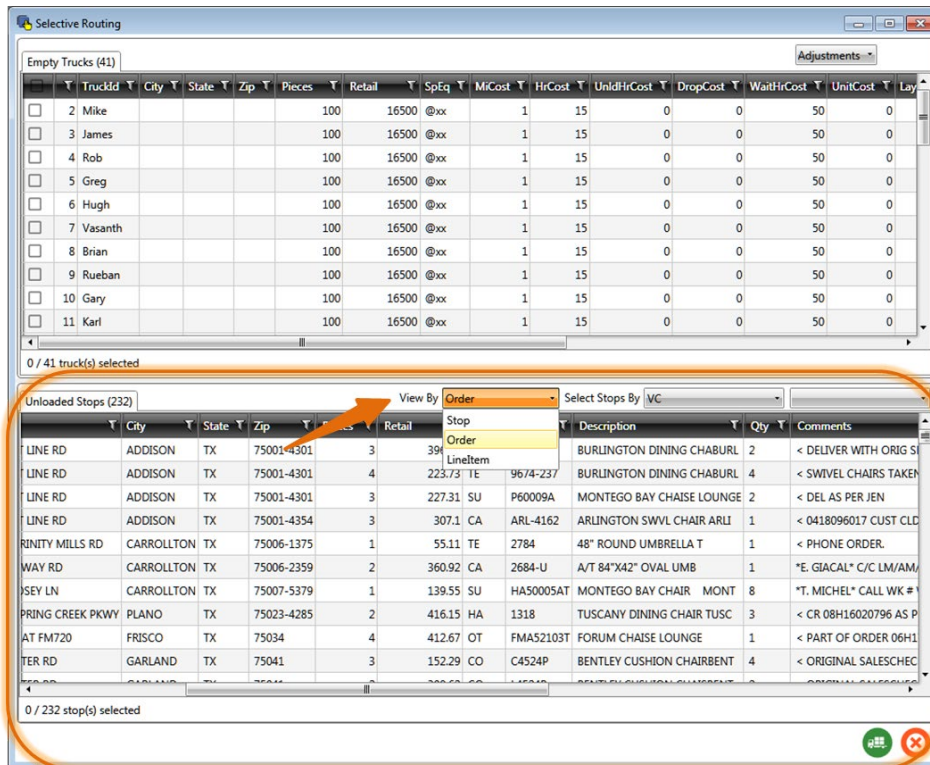 Selective Routing
Empty Trucks (41)
Adjustments
TruckId City State Zip Pieces Retail SpEq MiCost HrCost UnldHrCost DropCost WaitHrCost UnitCost Lay
2 Mike 100 16500 @xx 1 15 0 0 50 0
3 James 100 16500 @xx 1 15 0 0 50 0
4 Rob 100 16500 @xx 1 15 0 0 50 0
5 Greg 100 16500 @xx 1 15 0 0 50 0
6 Hugh 100 16500 @xx 1 15 0 0 50 0
7 Vasanth 100 16500 @xx 1 15 0 0 50 0
8 Brian 100 16500 @xx 1 15 0 0 50 0
9 Rueban 100 16500 @xx 1 15 0 0 50 0
10 Gary 100 16500 @xx 1 15 0 0 50 0
11 Karl 100 16500 @xx 1 15 0 0 50 0
0 / 41 truck(s) selected
Unloaded Stops (232) View By Order Select Stops By VC
Stop
Order
LineItem
City State Zip Retail Description Qty Comments
LINE RD ADDISON TX 75001-4301 3 BURLINGTON DINING CHABURL 2 < DELIVER WITH ORIG
LINE RD ADDISON TX 75001-4301 4 223.73 TE 9674-237 BURLINGTON DINING CHABURL 4 < SWIVEL CHAIRS TAKEN
LINE RD ADDISON TX 75001-4301 3 227.31 SU P60009A MONTEGO BAY CHAISE LOUNGE 2 < DEL AS PER JEN
LINE RD ADDISON TX 75001-4354 3 307.1 CA ARL-4162 ARLINGTON SWVL CHAIR ARLI 1 < 0418096017 CUST CLD
RINITY MILLS RD CARROLLTON TX 75006-1375 1 55.11 TE 2784 48" ROUND UMBRELLA T 1 < PHONE ORDER.
WAY RD CARROLLTON TX 75006-2359 2 360.92 CA 2684-U A/T 84"X42" OVAL UMB 1 *E. GIACAL* C/C LM/AM/
SEY LN CARROLLTON TX 75007-5379 1 139.55 SU HA50005AT MONTEGO BAY CHAIR MONT 8 *T. MICHEL* CALL WK #
PRING CREEK PKWY PLANO TX 75023-4285 2 416.15 HA 1318 TUSCANY DINING CHAIR TUSC 3 < CR 08H16020796 AS P
AT FM720 FRISCO TX 75034 4 412.67 OT FMA52103T FORUM CHAISE LOUNGE 1 < PART OF ORDER 06H1
TER RD GARLAND TX 75041 3 152.29 CO C4524P BENTLEY CUSHION CHAIRBENT 4 < ORIGINAL SALESCHEC
0 / 232 stop(s) selected